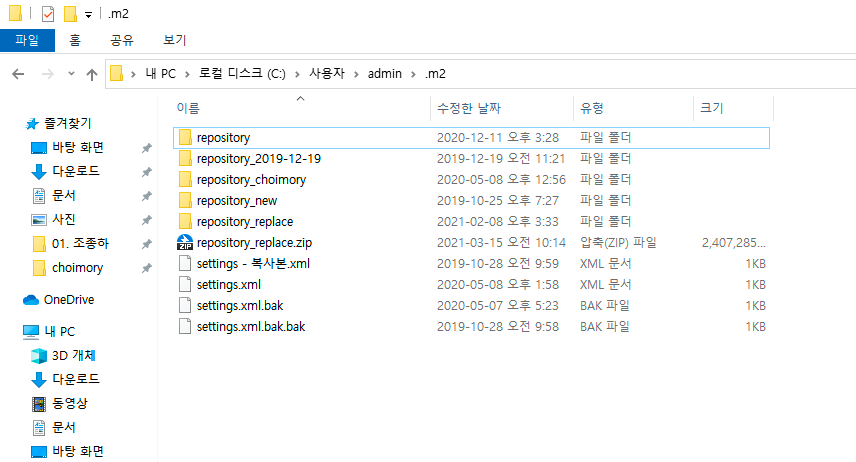 .m2
파일 홈 공유 보기
내 PC 로컬 디스크 (C:) 사용자 admin .m2
이름 수정한 날짜 유형 크기
즐겨찾기
바탕 화면
다운로드
문서
사진
01. 조종하
choimory
OneDrive
내 PC
3D 개체
다운로드
동영상
문서
바탕 화면
repository 2020-12-11 오후 3:28 파일 폴더
repository_2019-12-19 2019-12-19 오전 11:21 파일 폴더
repository_choimory 2020-05-08 오후 12:56 파일 폴더
repository_new 2019-10-25 오후 7:27 파일 폴더
repository_replace 2021-02-08 오후 3:33 파일 폴더
ZIP repository_replace.zip 2021-03-15 오전 10:14 압축(ZIP) 파일 2,407,285...
settings - 복사본.xml 2019-10-28 오전 9:59 XML 문서 1KB
settings.xml 2020-05-08 오후 1:58 XML 문서 1KB
settings.xml.bak 2020-05-07 오후 5:23 BAK 파일 1KB
settings.xml.bak.bak 2019-10-28 오전 9:58 BAK 파일 1KB